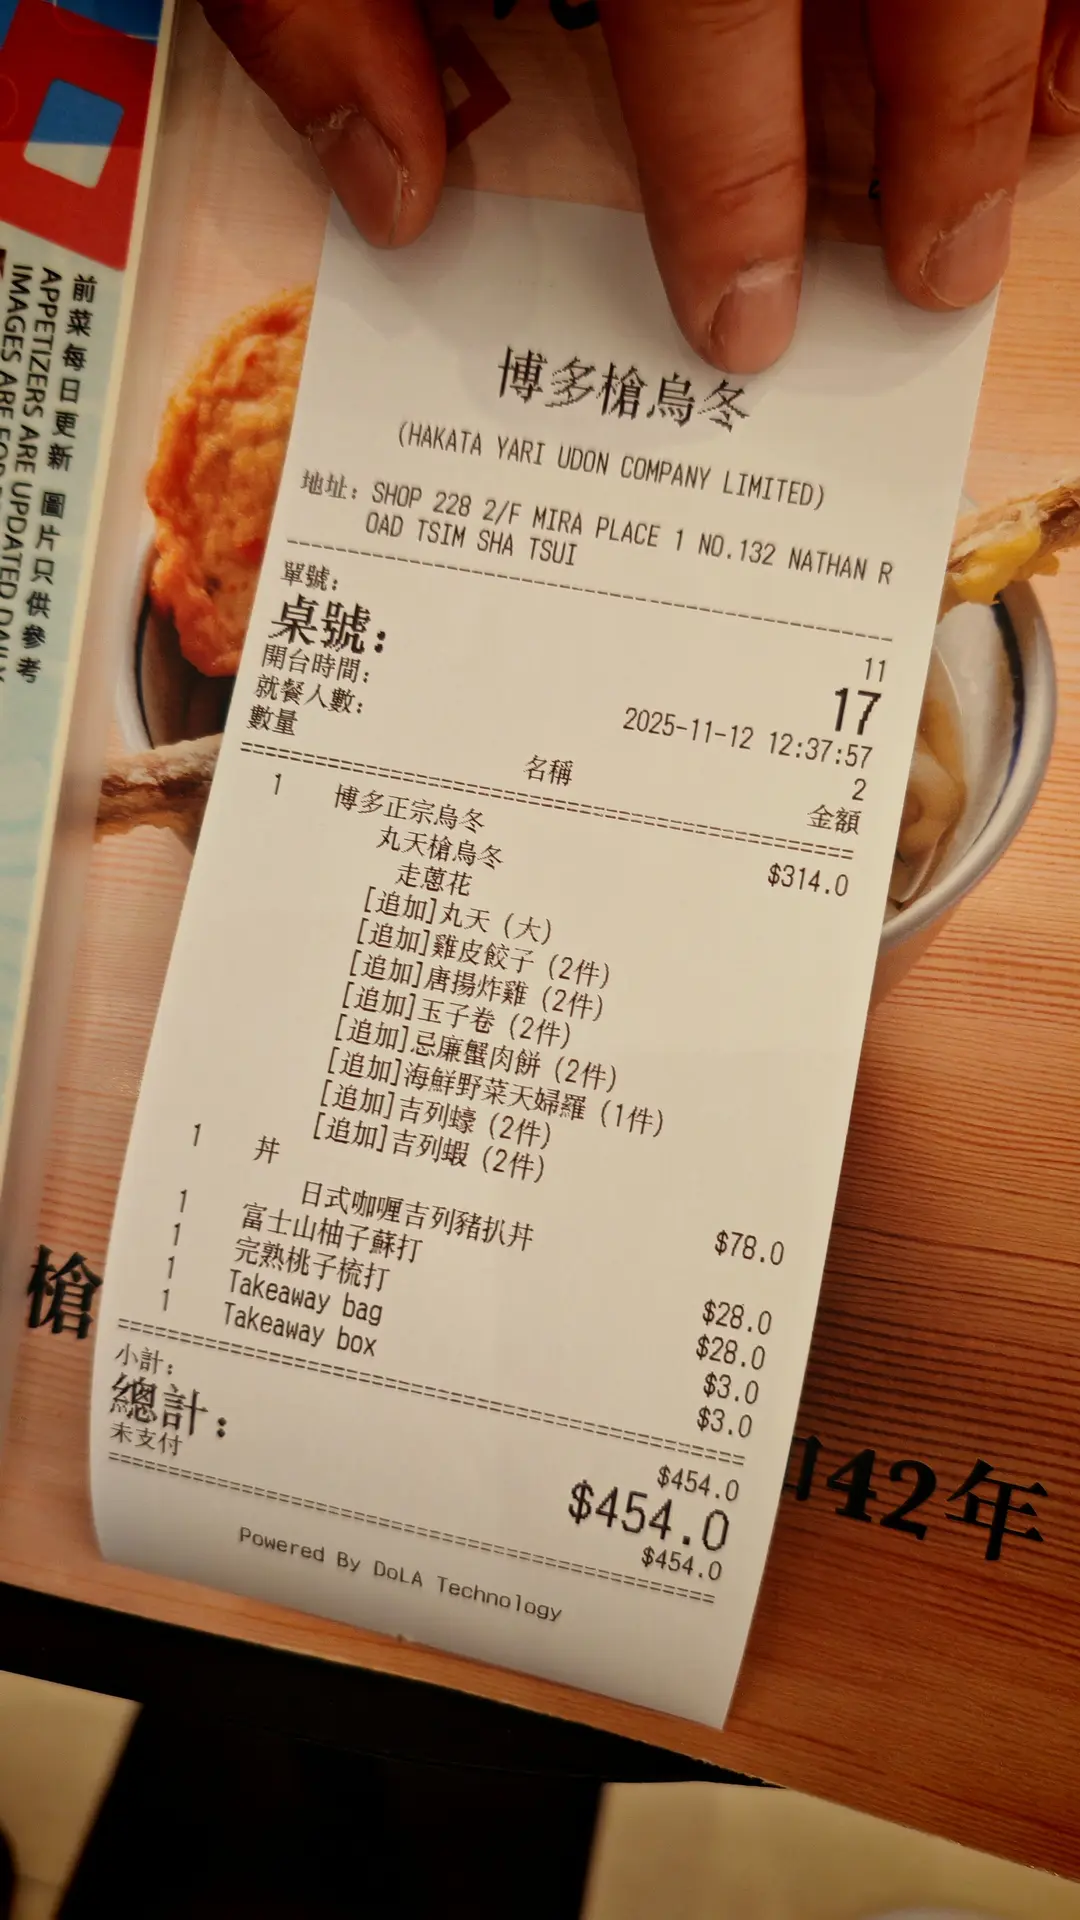 前菜每日更新 圖片只供參考
APPETIZERS ARE UPDATED DAILY
IMAGES ARE FOR
博多槍烏冬
(HAKATA YARI UDON COMPANY LIMITED)
地址: SHOP 228 2/F MIRA PLACE 1 NO.132 NATHAN R
OAD TSIM SHA TSUI
單號: 11
桌號: 17
開台時間: 2025-11-12 12:37:57
就餐人數: 2
數量 名稱 金額
1 博多正宗烏冬 $314.0
丸天槍烏冬
走蔥花
[追加]丸天 (大)
[追加]雞皮餃子 (2件)
[追加]唐揚炸雞 (2件)
[追加]玉子卷 (2件)
[追加]忌廉蟹肉餅 (2件)
[追加]海鮮野菜天婦羅 (1件)
[追加]吉列蠔 (2件)
[追加]吉列蝦 (2件)
1 丼 $78.0
日式咖喱吉列豬扒丼
1 富士山柚子蘇打 $28.0
1 完熟桃子梳打 $28.0
1 Takeaway bag $3.0
1 Takeaway box $3.0
小計: $454.0
總計: $454.0
未支付 $454.0
Powered By DoLA Technology
槍
42年